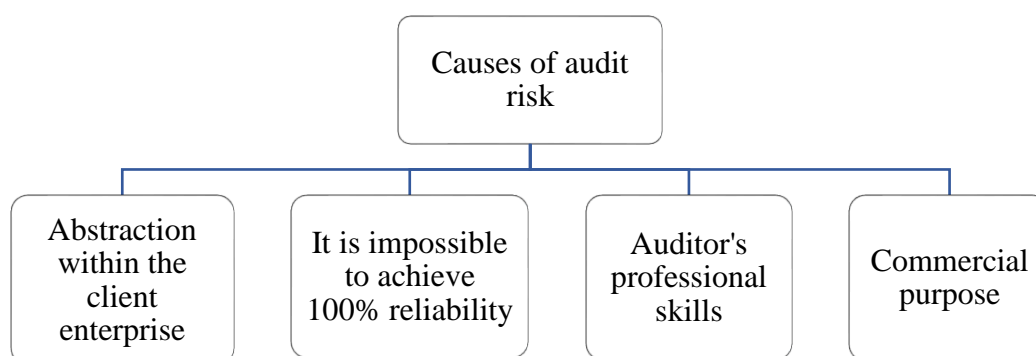 Causes of audit
risk
Abstraction
within the
client
enterprise
It is impossible
to achieve
100% reliability
Auditor's
professional
skills
Commercial
purpose